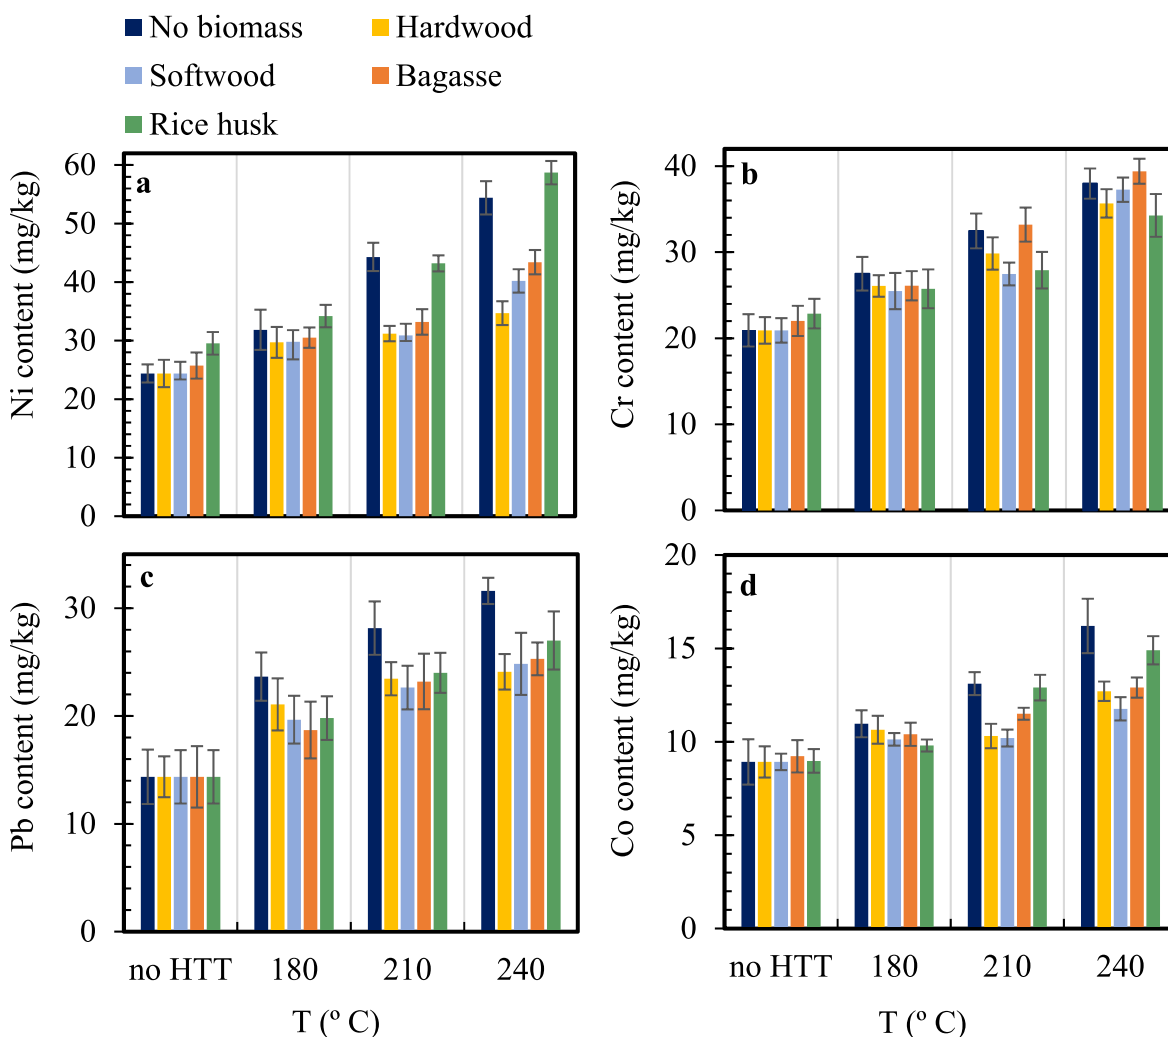 No biomass
Hardwood
Softwood
Bagasse
Rice husk
a
Ni content (mg/kg)
60
50
40
30
20
10
0
b
Cr content (mg/kg)
40
30
20
10
0
c
Pb content (mg/kg)
30
20
10
0
no HTT 180 210 240
T (º C)
d
Co content (mg/kg)
20
15
10
5
0
no HTT 180 210 240
T (º C)